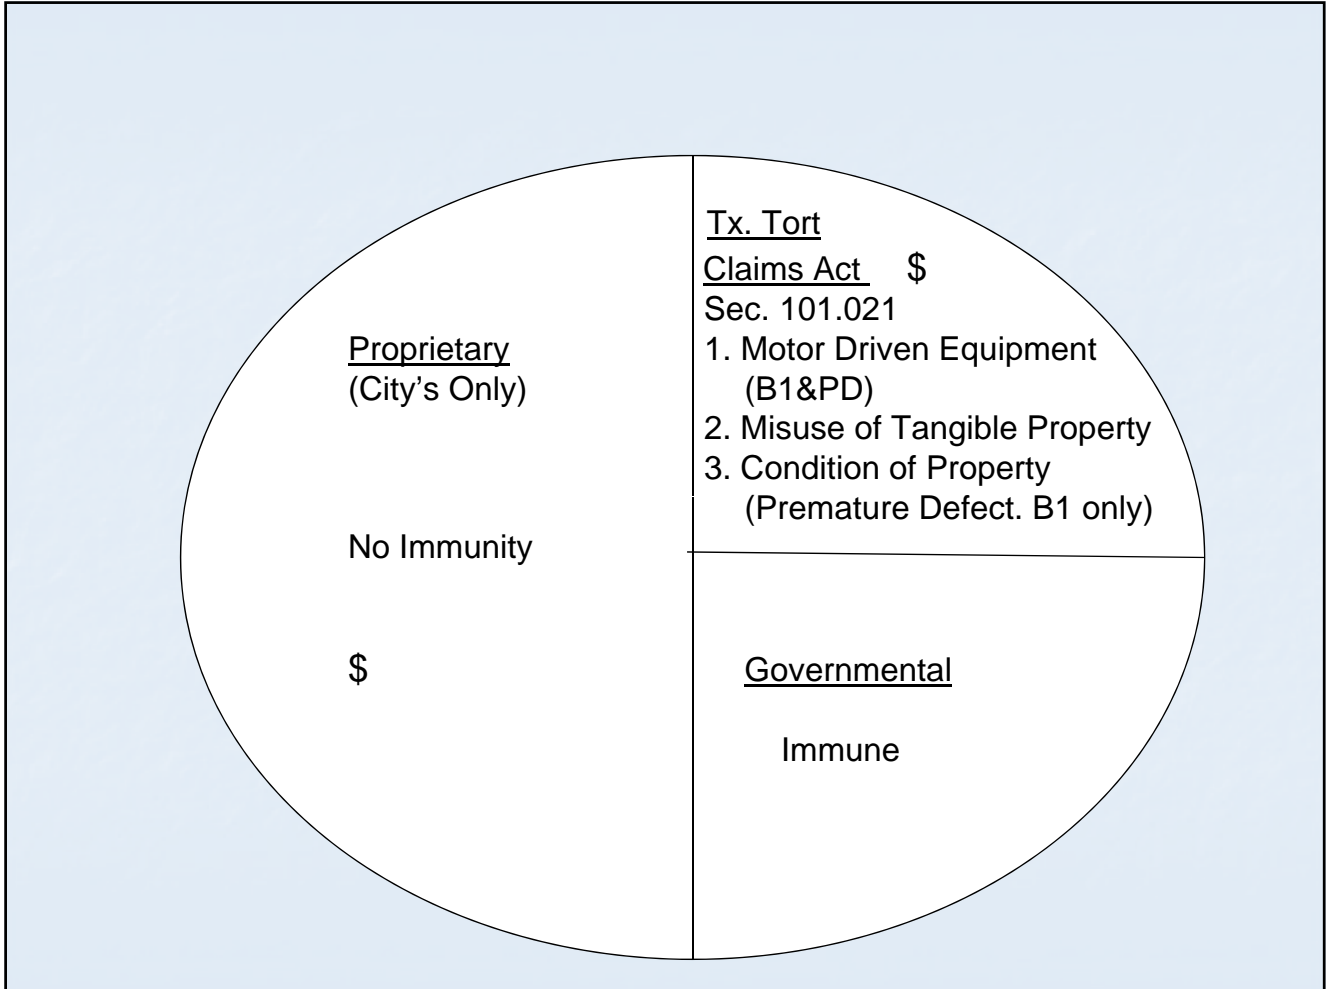 Proprietary
(City’s Only)
No Immunity
$
Tx. Tort
Claims Act $
Sec. 101.021
1. Motor Driven Equipment
(B1&PD)
2. Misuse of Tangible Property
3. Condition of Property
(Premature Defect. B1 only)
Governmental
Immune